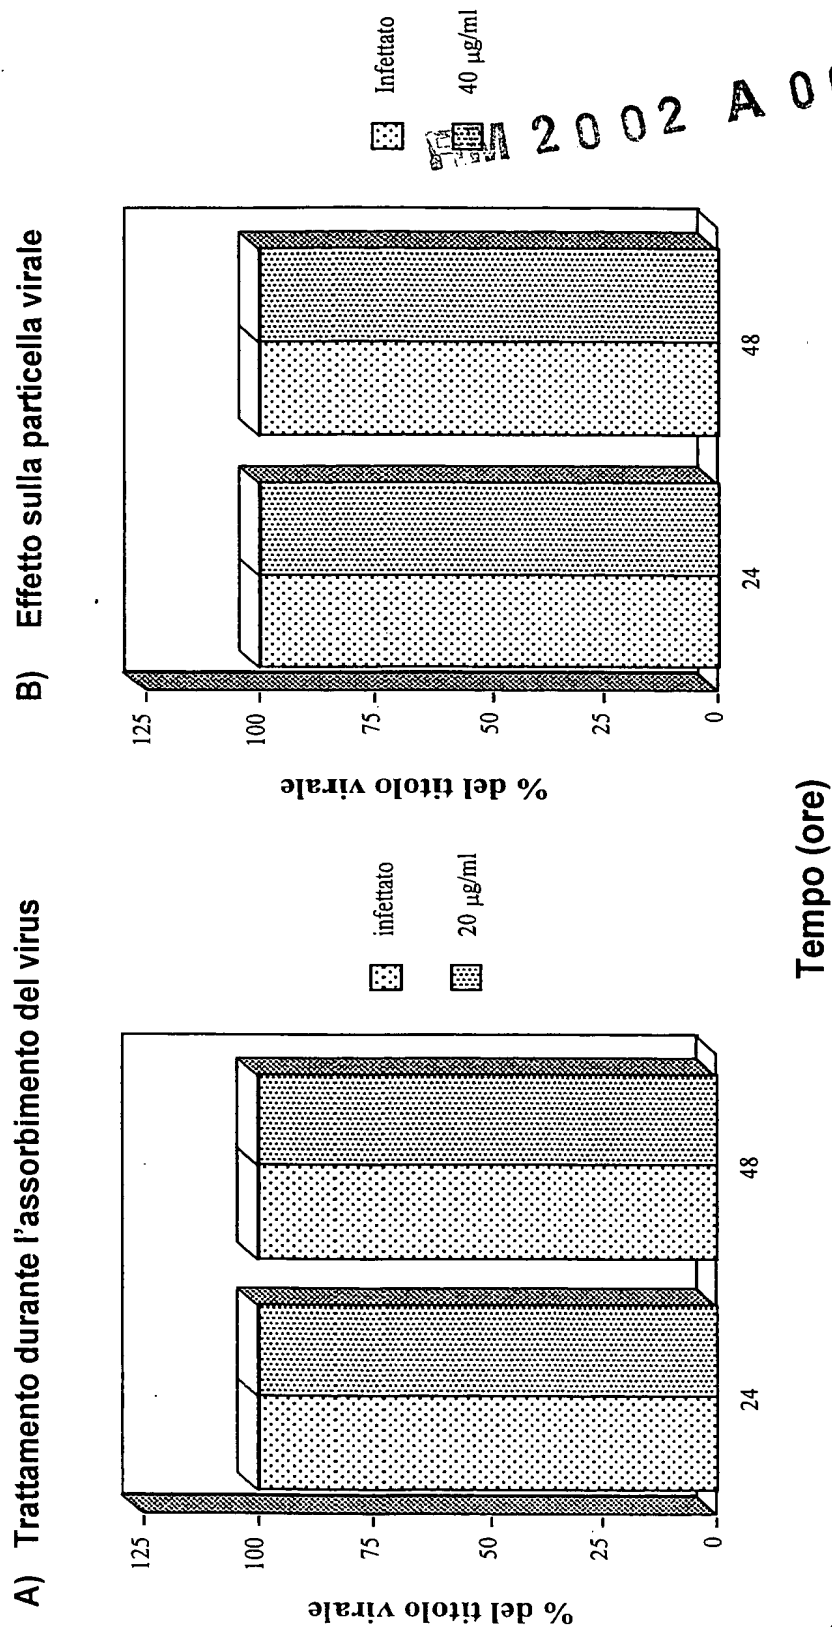 A) Trattamento durante l'assorbimento del virus
% del titolo virale
125
100
75
50
25
0
24
48
infettato
20 µg/ml
B) Effetto sulla particella virale
% del titolo virale
125
100
75
50
25
0
24
48
Infettato
40 µg/ml
Tempo (ore)
2002 A